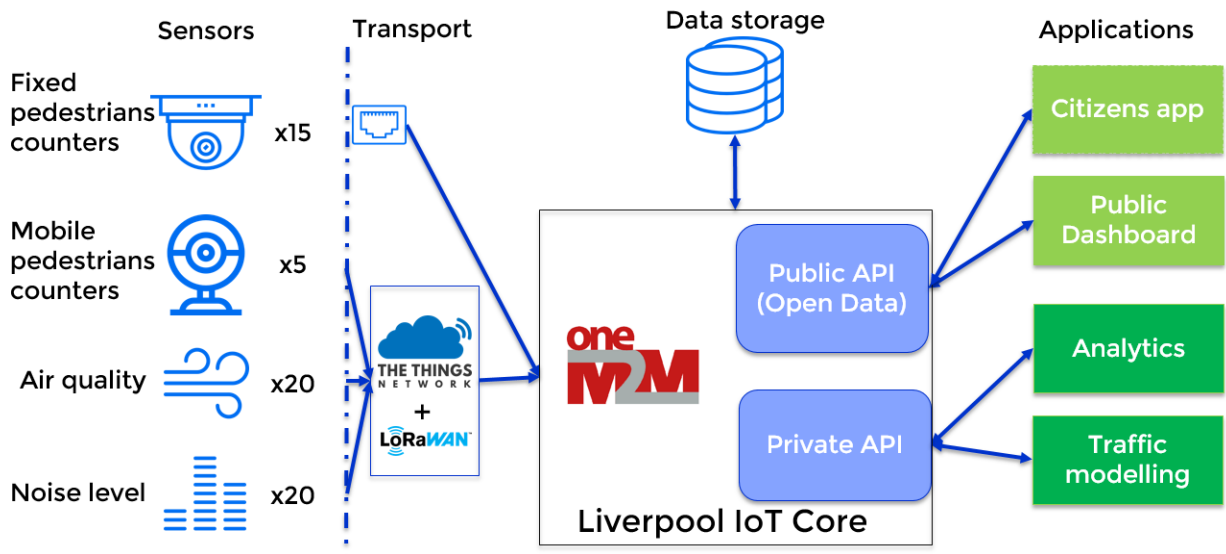 Sensors
Transport
Data storage
Applications
Fixed
pedestrians
counters
x15
Mobile
pedestrians
counters
x5
Air quality
x20
Noise level
x20
THE THINGS
NETWORK
+
LoRaWAN™
one
M2M
Public API
(Open Data)
Private API
Liverpool IoT Core
Citizens app
Public
Dashboard
Analytics
Traffic
modelling